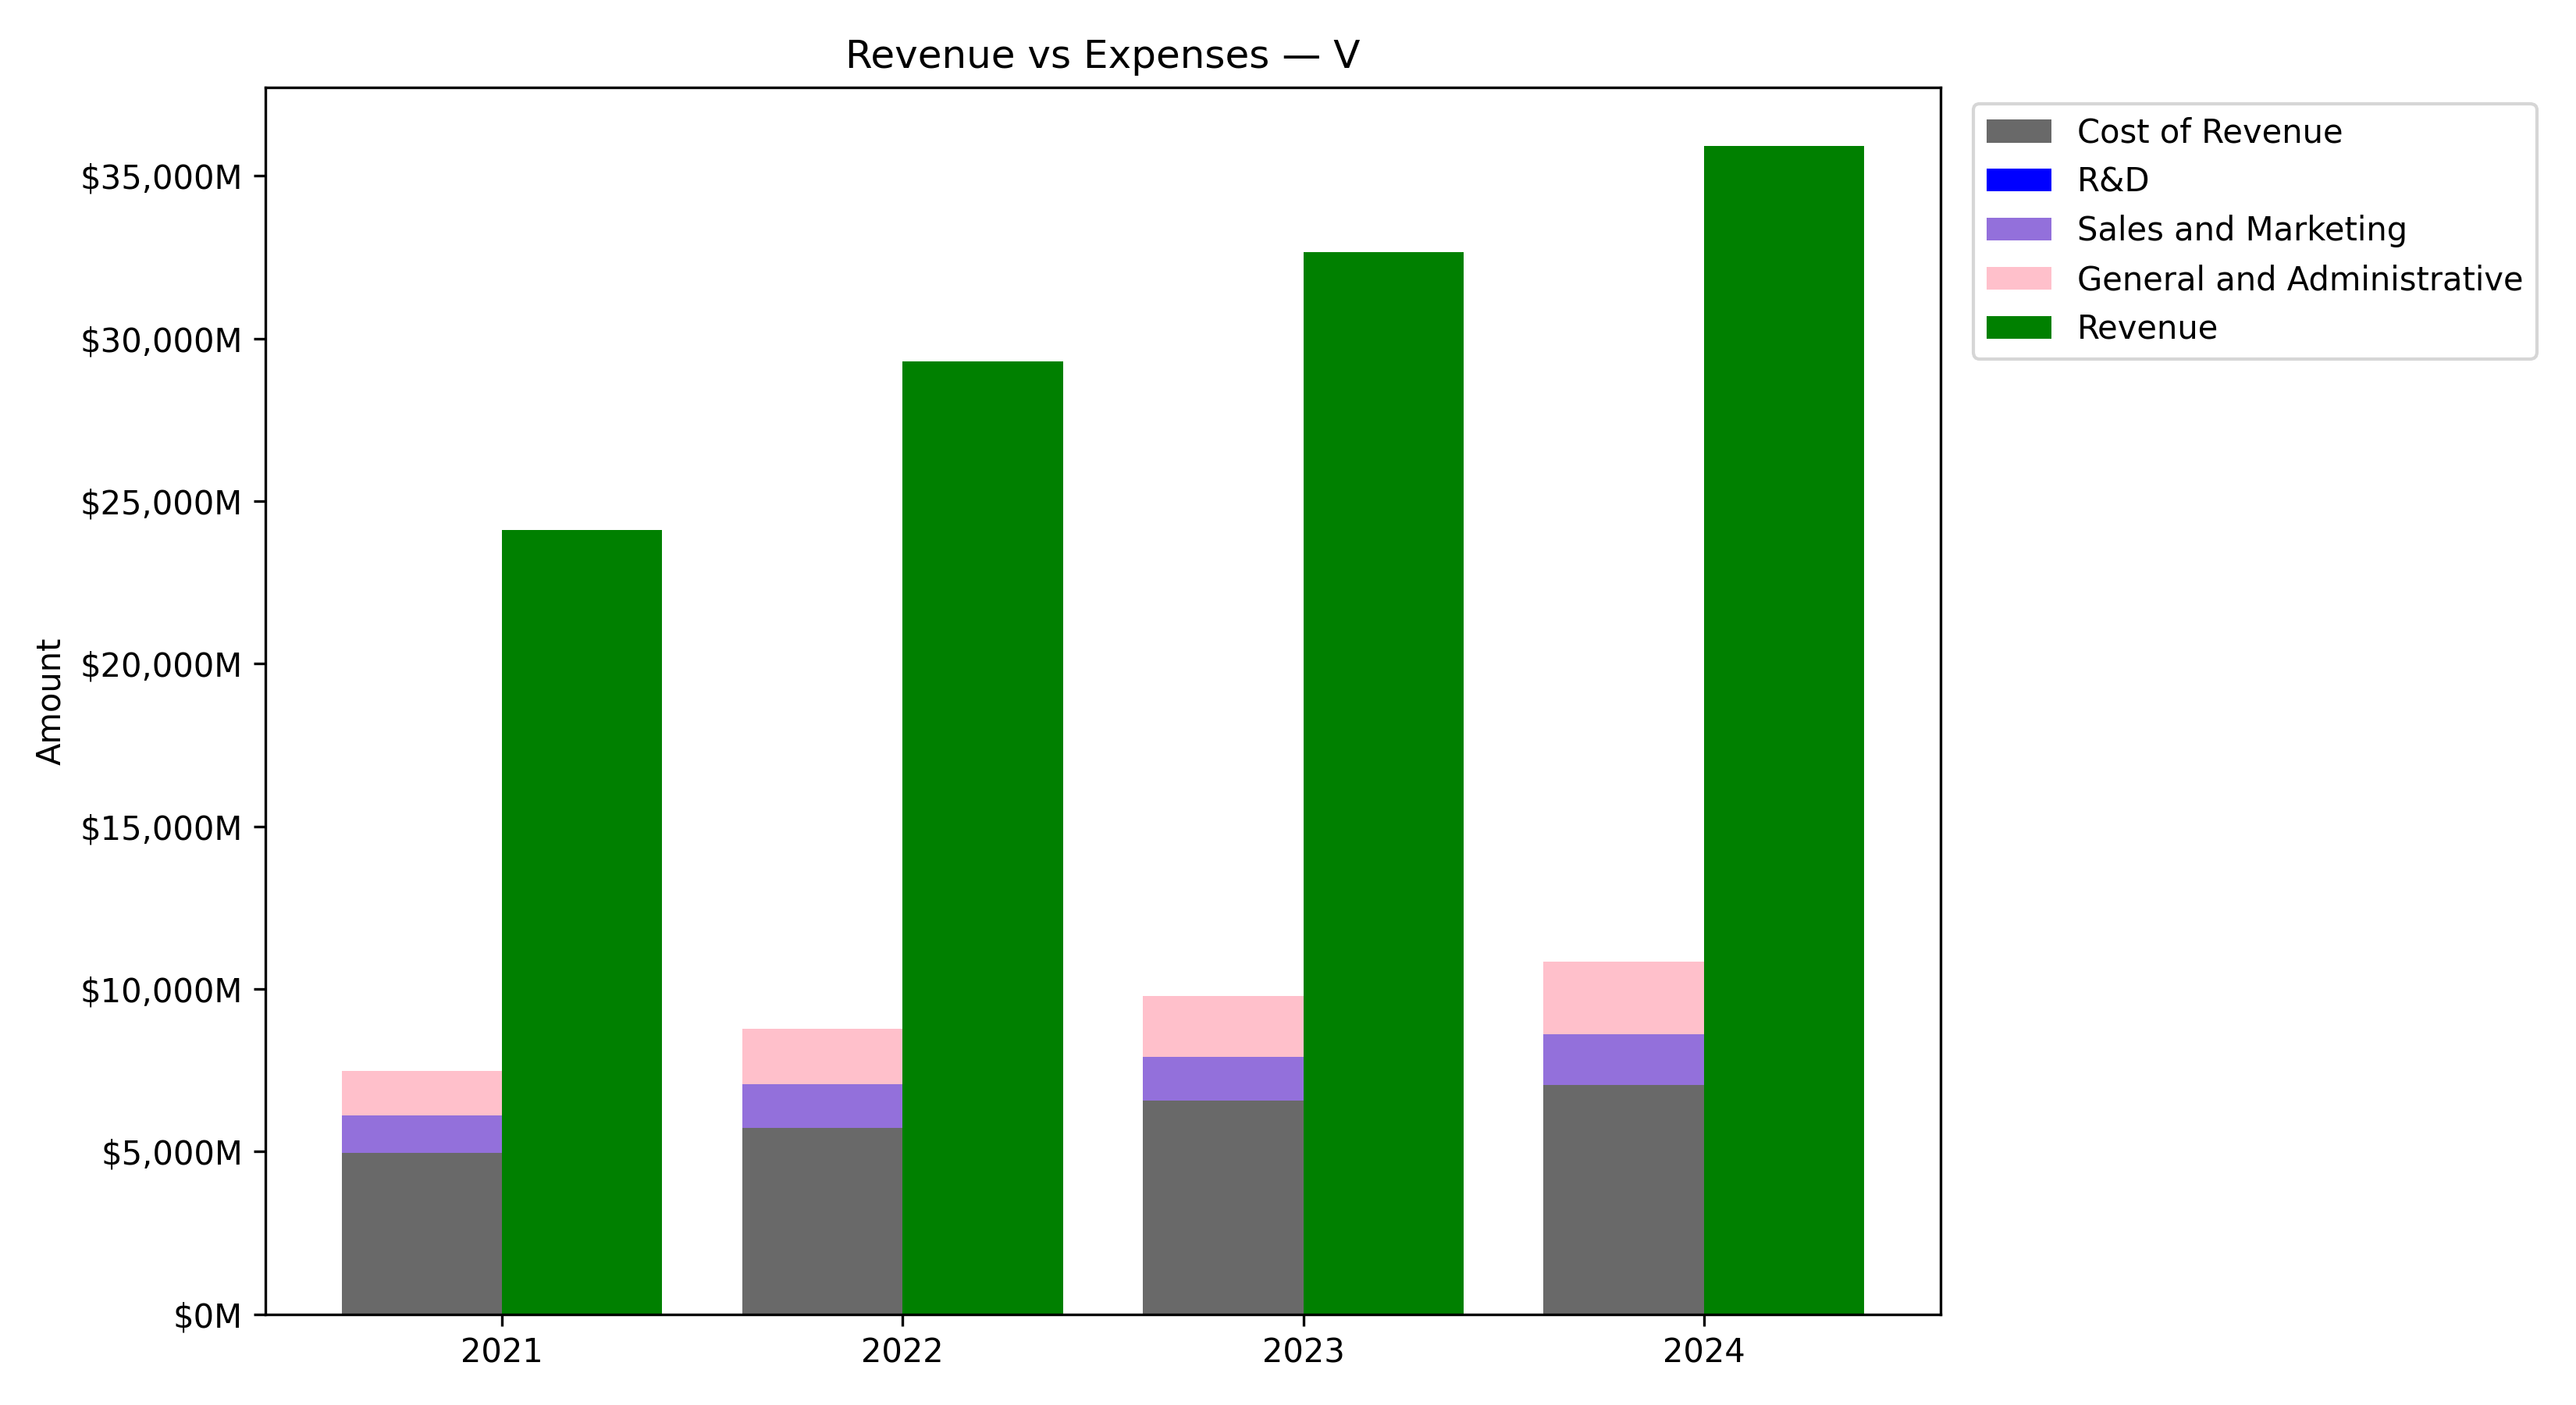 Revenue vs Expenses — V
Cost of Revenue
R&D
Sales and Marketing
General and Administrative
Revenue
Amount
$35,000M
$30,000M
$25,000M
$20,000M
$15,000M
$10,000M
$5,000M
$0M
2021 2022 2023 2024